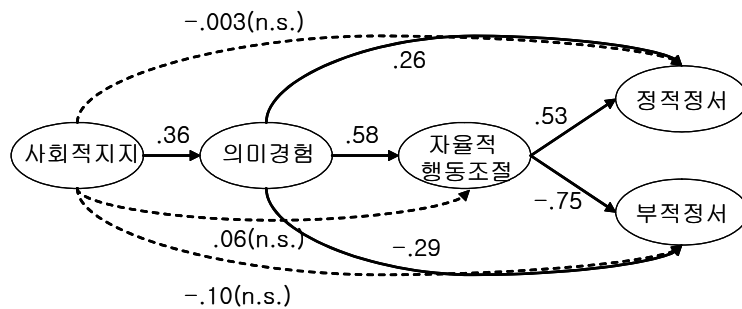 -.003(n.s.)
.26
정적정서
.36
.58
.53
사회적지지
의미경험
자율적
행동조절
-.75
부적정서
.06(n.s.)
-.29
-.10(n.s.)